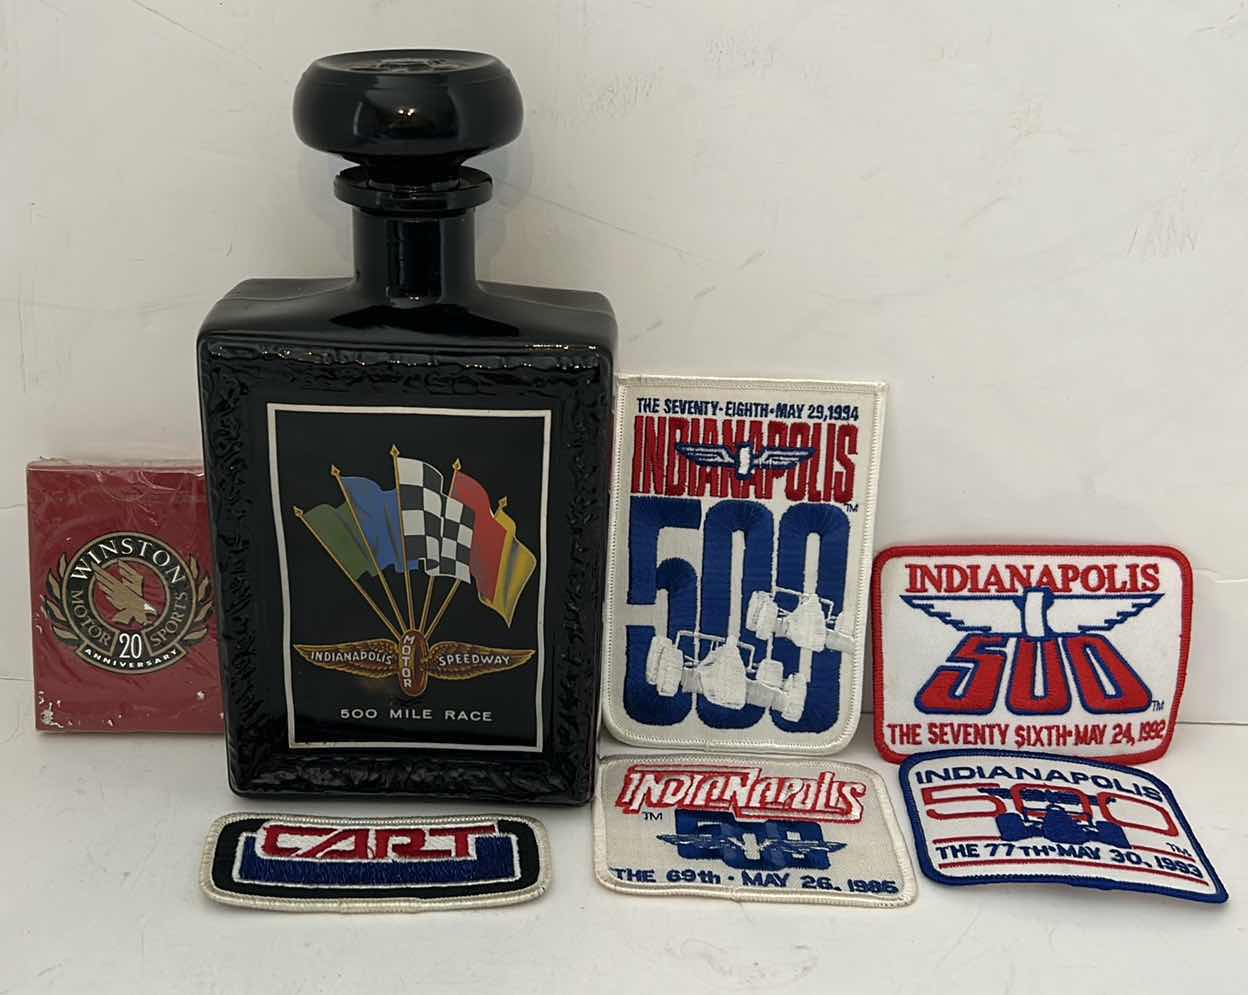 WINSTON
MOTOR SPORTS
20
ANNIVERSARY
INDIANAPOLIS MOTOR SPEEDWAY
500 MILE RACE
THE SEVENTY-EIGHTH•MAY 29,1994
INDIANAPOLIS
500
TM
INDIANAPOLIS
500
TM
THE SEVENTY SIXTH•MAY 24, 1992
CART
INDIANAPOLIS
TM
500
THE 69th • MAY 26, 1985
INDIANAPOLIS
500
TM
THE 77TH•MAY 30, 1993